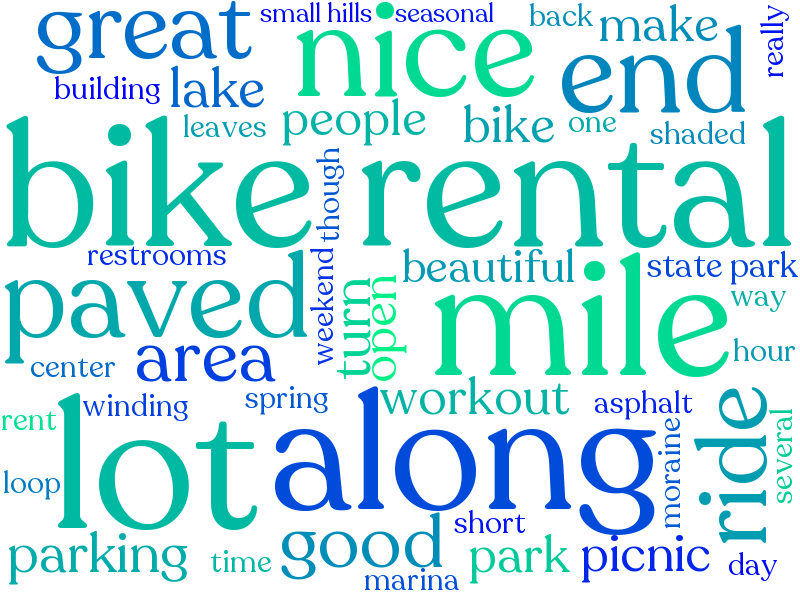 great
small hills
seasonal
back
make
really
nice
end
building
lake
leaves
people
bike
one
shaded
bike rental
though
restrooms
weekend
beautiful
state park
paved
turn
open
mile
way
center
area
hour
winding
spring
workout
asphalt
rent
lot
along
moraine
ride
several
loop
short
parking
time
good
park
picnic
day
marina